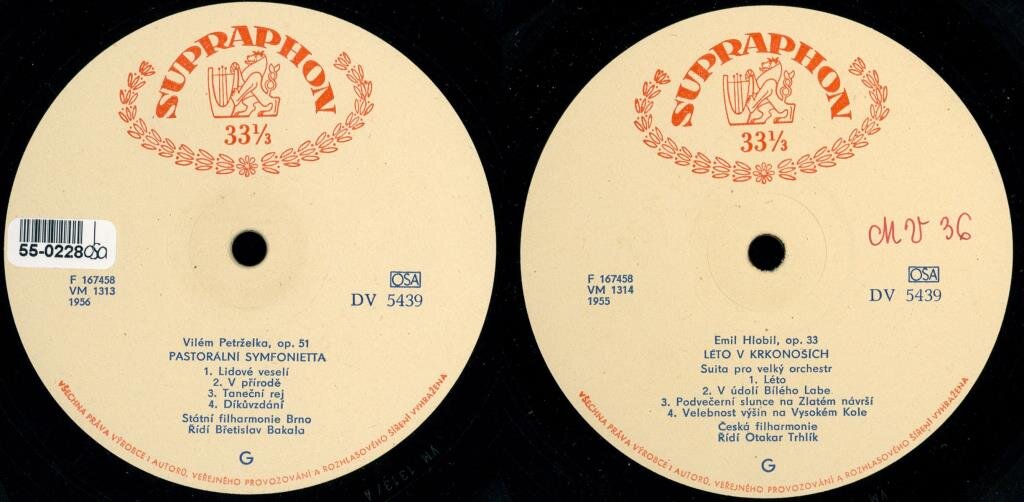 SUPRAPHON
33⅓
55-0228 osa
F 167458
VM 1313
1956
OSA
DV 5439
Vilém Petrželka, op. 51
PASTORÁLNÍ SYMFONIETTA
1. Lidové veselí
2. V přírodě
3. Taneční rej
4. Díkůvzdání
Státní filharmonie Brno
Řídí Břetislav Bakala
G
VŠECHNA PRÁVA VÝROBCE I AUTORŮ, VEŘEJNÉHO PROVOZOVÁNÍ A ROZHLASOVÉHO ŠÍŘENÍ VYHRAŽENA
VM 1313/A
SUPRAPHON
33⅓
MV 36
F 167458
VM 1314
1955
OSA
DV 5439
Emil Hlobil, op. 33
LÉTO V KRKONOŠÍCH
Suita pro velký orchestr
1. Léto
2. V údolí Bílého Labe
3. Podvečerní slunce na Zlatém návrší
4. Velebnost výšin na Vysokém Kole
Česká filharmonie
Řídí Otakar Trhlík
G
VŠECHNA PRÁVA VÝROBCE I AUTORŮ, VEŘEJNÉHO PROVOZOVÁNÍ A ROZHLASOVÉHO ŠÍŘENÍ VYHRAŽENA